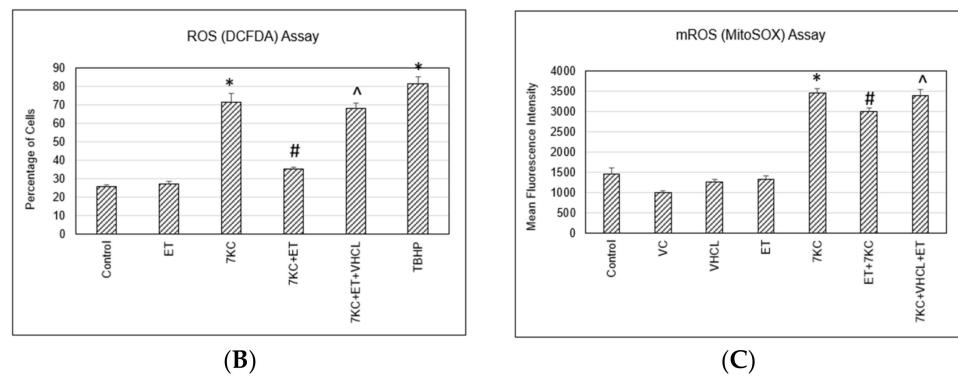 ROS (DCFDA) Assay
Percentage of Cells
90
80
70
60
50
40
30
20
10
0
*
#
^
*
Control
ET
7KC
7KC+ET
7KC+ET+VHCL
TBHP
(B)
mROS (MitoSOX) Assay
Mean Fluorescence Intensity
4000
3500
3000
2500
2000
1500
1000
500
0
*
#
^
Control
VC
VHCL
ET
7KC
ET+7KC
7KC+VHCL+ET
(C)